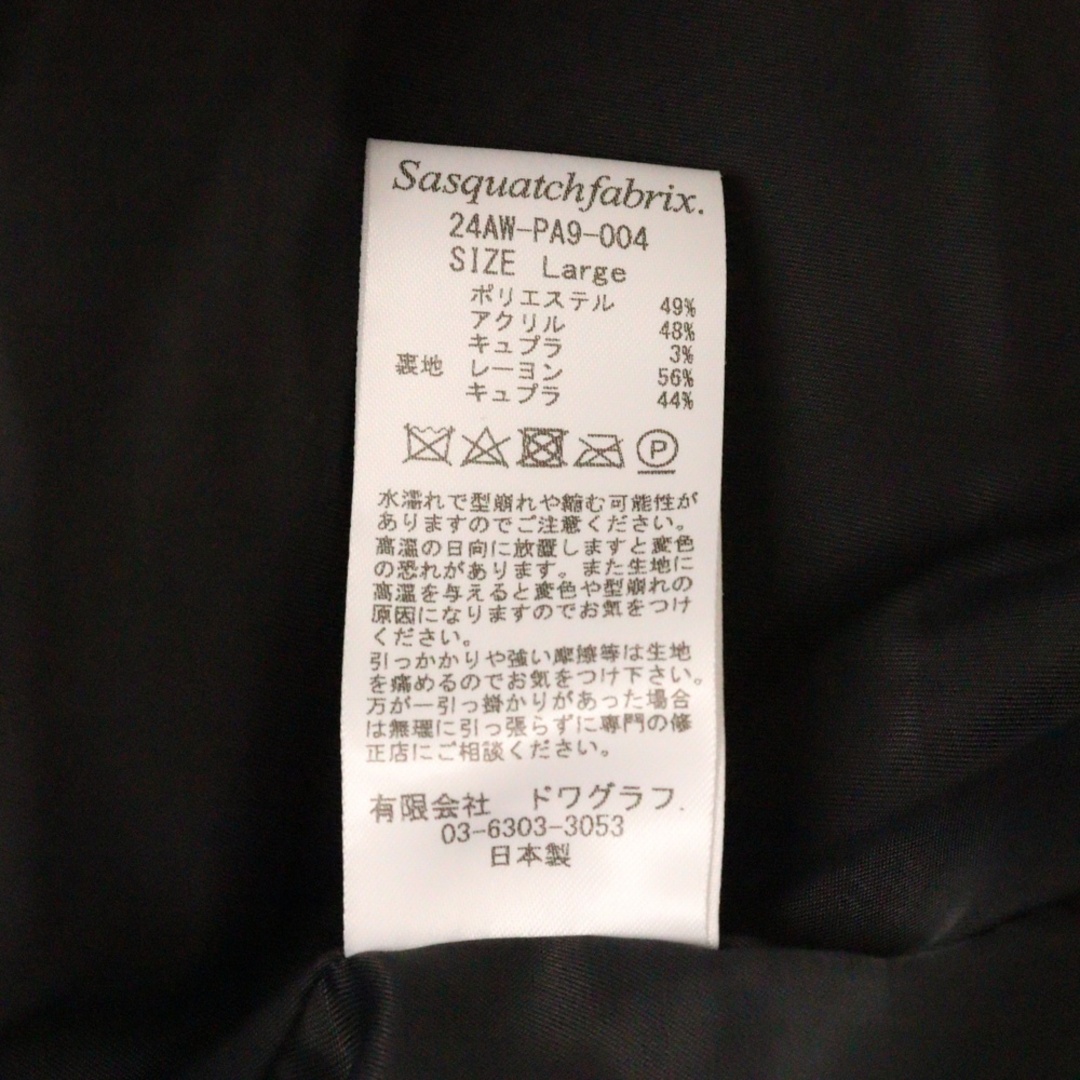 Sasquatchfabrix.
24AW-PA9-004
SIZE Large
ポリエステル 49%
アクリル 48%
キュプラ 3%
裏地 レーヨン 56%
キュプラ 44%
P
水濡れで型崩れや縮む可能性が
ありますのでご注意ください。
高温の日向に放置しますと変色
の恐れがあります。また生地に
高温を与えると変色や型崩れの
原因になりますのでお気をつけ
ください。
引っかかりや強い摩擦等は生地
を痛めるのでお気をつけ下さい。
万が一引っ掛かりがあった場合
は無理に引っ張らずに専門の修
正店にご相談ください。
有限会社 ドワグラフ.
03-6303-3053
日本製